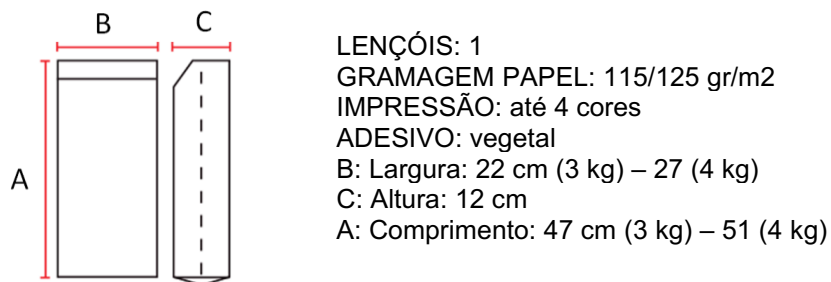 B
C
A
LENÇÓIS: 1
GRAMAGEM PAPEL: 115/125 gr/m2
IMPRESSÃO: até 4 cores
ADESIVO: vegetal
B: Largura: 22 cm (3 kg) – 27 (4 kg)
C: Altura: 12 cm
A: Comprimento: 47 cm (3 kg) – 51 (4 kg)